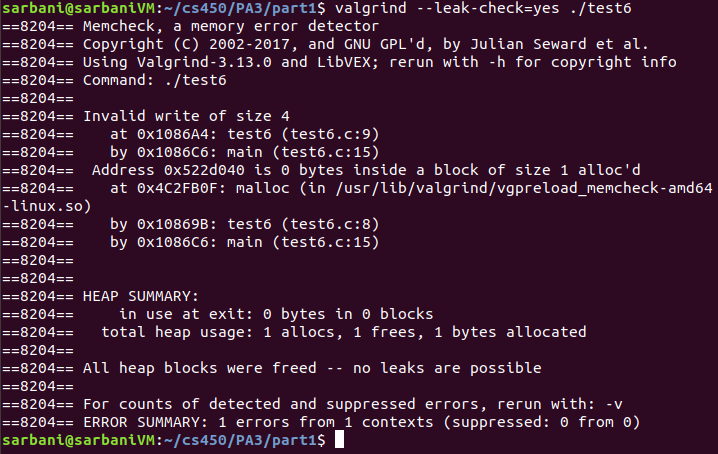 sarbani@sarbaniVM:~/cs450/PA3/part1$ valgrind --leak-check=yes ./test6
==8204== Memcheck, a memory error detector
==8204== Copyright (C) 2002-2017, and GNU GPL'd, by Julian Seward et al.
==8204== Using Valgrind-3.13.0 and LibVEX; rerun with -h for copyright info
==8204== Command: ./test6
==8204==
==8204== Invalid write of size 4
==8204==    at 0x1086A4: test6 (test6.c:9)
==8204==    by 0x1086C6: main (test6.c:15)
==8204==  Address 0x522d040 is 0 bytes inside a block of size 1 alloc'd
==8204==    at 0x4C2FB0F: malloc (in /usr/lib/valgrind/vgpreload_memcheck-amd64
-linux.so)
==8204==    by 0x10869B: test6 (test6.c:8)
==8204==    by 0x1086C6: main (test6.c:15)
==8204==
==8204==
==8204== HEAP SUMMARY:
==8204==     in use at exit: 0 bytes in 0 blocks
==8204==   total heap usage: 1 allocs, 1 frees, 1 bytes allocated
==8204==
==8204== All heap blocks were freed -- no leaks are possible
==8204==
==8204== For counts of detected and suppressed errors, rerun with: -v
==8204== ERROR SUMMARY: 1 errors from 1 contexts (suppressed: 0 from 0)
sarbani@sarbaniVM:~/cs450/PA3/part1$